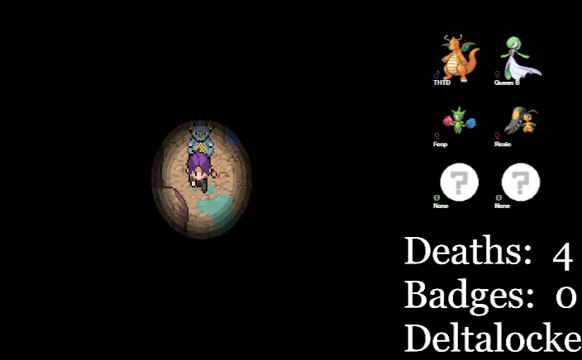 THTD Queen B
Foop Rosie
None None
Deaths: 4
Badges: 0
Deltalocke